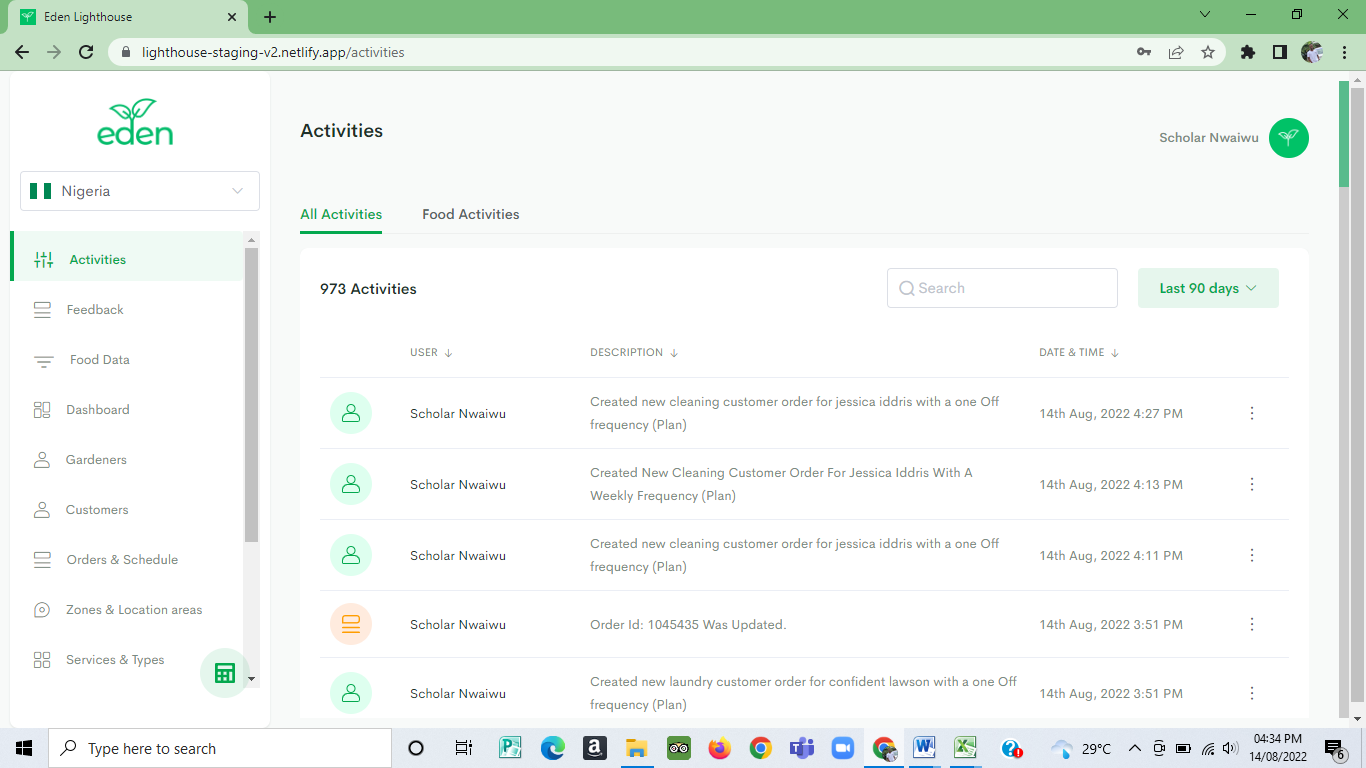 Eden Lighthouse
lighthouse-staging-v2.netlify.app/activities
eden
Nigeria
Activities
Feedback
Food Data
Dashboard
Gardeners
Customers
Orders & Schedule
Zones & Location areas
Services & Types
Activities
Scholar Nwaiwu
All Activities
Food Activities
973 Activities
Search
Last 90 days
USER
DESCRIPTION
DATE & TIME
Scholar Nwaiwu
Created new cleaning customer order for jessica iddris with a one Off
frequency (Plan)
14th Aug, 2022 4:27 PM
Scholar Nwaiwu
Created New Cleaning Customer Order For Jessica Iddris With A
Weekly Frequency (Plan)
14th Aug, 2022 4:13 PM
Scholar Nwaiwu
Created new cleaning customer order for jessica iddris with a one Off
frequency (Plan)
14th Aug, 2022 4:11 PM
Scholar Nwaiwu
Order Id: 1045435 Was Updated.
14th Aug, 2022 3:51 PM
Scholar Nwaiwu
Created new laundry customer order for confident lawson with a one Off
frequency (Plan)
14th Aug, 2022 3:51 PM
Type here to search
29°C
04:34 PM
14/08/2022
6